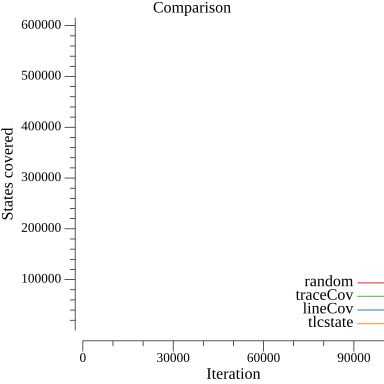 Comparison
600000
500000
400000
300000
200000
100000
States covered
random
traceCov
lineCov
tlcstate
0 30000 60000 90000
Iteration